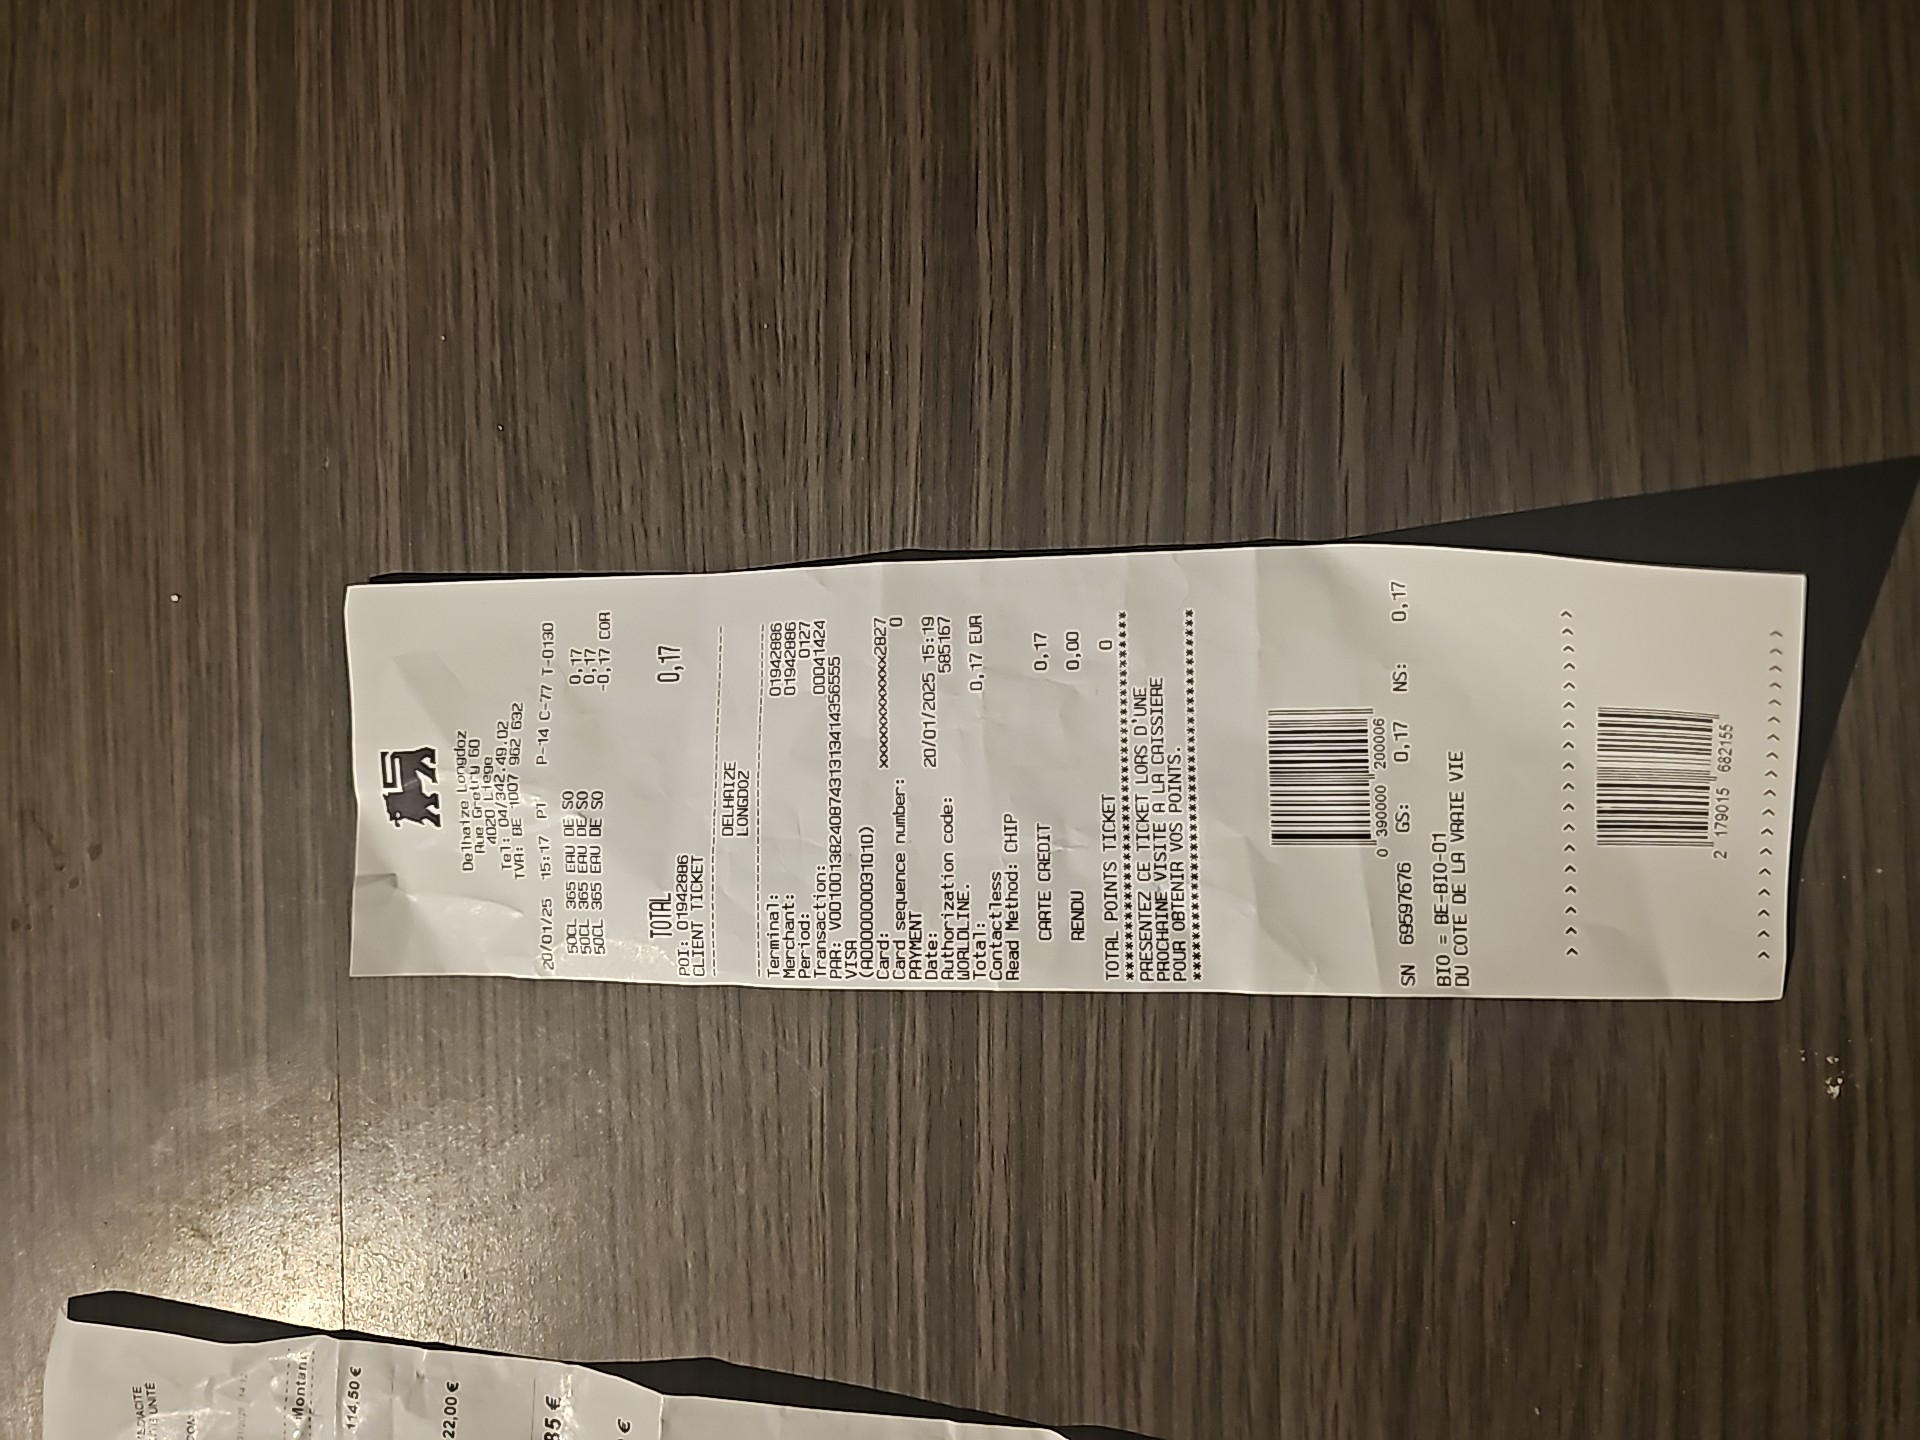 Delhaize Longdoz
Rue Gretry 60
4020 Liege
Tel: 04/342.49.02
TVA: BE 1007 962 632
20/01/25 15:17 P1 P-14 C-77 T-0130
50CL 365 EAU DE SO 0,17
50CL 365 EAU DE SO 0,17
50CL 365 EAU DE SO -0,17 COR
TOTAL 0,17
POI: 01942886
CLIENT TICKET
DELHAIZE
LONGDOZ
Terminal: 01942886
Merchant: 01942886
Period: 0127
Transaction: 00041424
PAR: V0010013824087431313414356555
VISA
(A0000000031010)
Card: xxxxxxxxxxxxxxx2827
Card sequence number: 0
PAYMENT
Date: 20/01/2025 15:19
Authorization code: 585167
WORLDLINE.
Total: 0,17 EUR
Contactless
Read Method: CHIP
CARTE CREDIT 0,17
RENDU 0,00
TOTAL POINTS TICKET 0
PRESENTEZ CE TICKET LORS D'UNE
PROCHAINE VISITE A LA CAISSIERE
POUR OBTENIR VOS POINTS.
0 390000 200006
SN 69597676 GS: 0,17 NS: 0,17
BIO = BE-BIO-01
DU COTE DE LA VRAIE VIE
2 179015 682155
UNITÉ
Montant
114,50 €
22,00 €
85 €
€